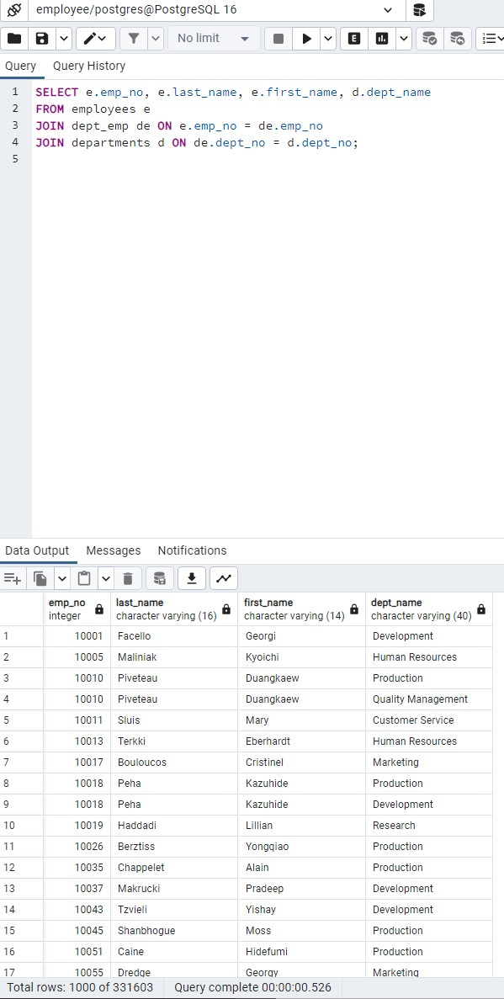 employee/postgres@PostgreSQL 16
No limit
E
Query Query History
1 SELECT e.emp_no, e.last_name, e.first_name, d.dept_name
2 FROM employees e
3 JOIN dept_emp de ON e.emp_no = de.emp_no
4 JOIN departments d ON de.dept_no = d.dept_no;
5
Data Output Messages Notifications
emp_no last_name first_name dept_name
integer character varying (16) character varying (14) character varying (40)
1 10001 Facello Georgi Development
2 10005 Maliniak Kyoichi Human Resources
3 10010 Piveteau Duangkaew Production
4 10010 Piveteau Duangkaew Quality Management
5 10011 Sluis Mary Customer Service
6 10013 Terkki Eberhardt Human Resources
7 10017 Bouloucos Cristinel Marketing
8 10018 Peha Kazuhide Production
9 10018 Peha Kazuhide Development
10 10019 Haddadi Lillian Research
11 10026 Berztiss Yongqiao Production
12 10035 Chappelet Alain Production
13 10037 Makrucki Pradeep Development
14 10043 Tzvieli Yishay Development
15 10045 Shanbhogue Moss Production
16 10051 Caine Hidefumi Production
17 10055 Dredge Georgy Marketing
Total rows: 1000 of 331603 Query complete 00:00:00.526